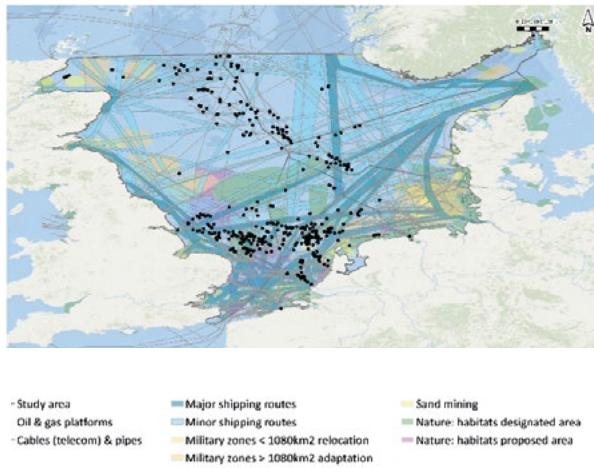 N
Study area
Oil & gas platforms
Cables (telecom) & pipes
Major shipping routes
Minor shipping routes
Military zones < 1080km2 relocation
Military zones > 1080km2 adaptation
Sand mining
Nature: habitats designated area
Nature: habitats proposed area